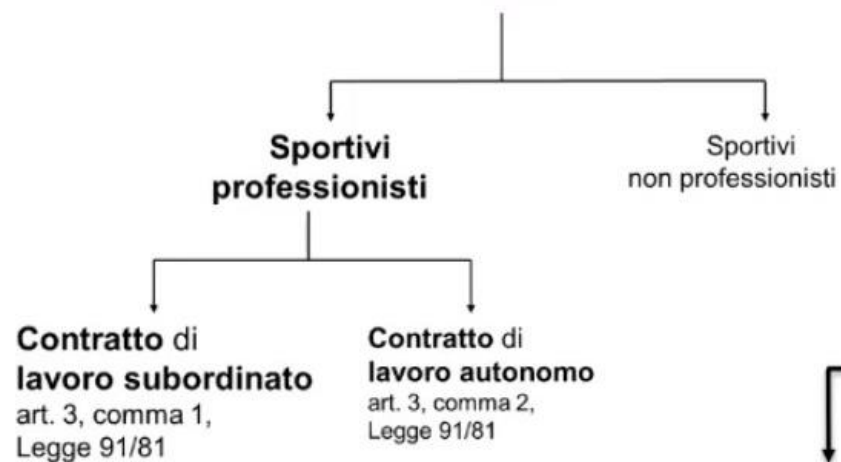 Sportivi
professionisti
Sportivi
non professionisti
Contratto di
lavoro subordinato
art. 3, comma 1,
Legge 91/81
Contratto di
lavoro autonomo
art. 3, comma 2,
Legge 91/81